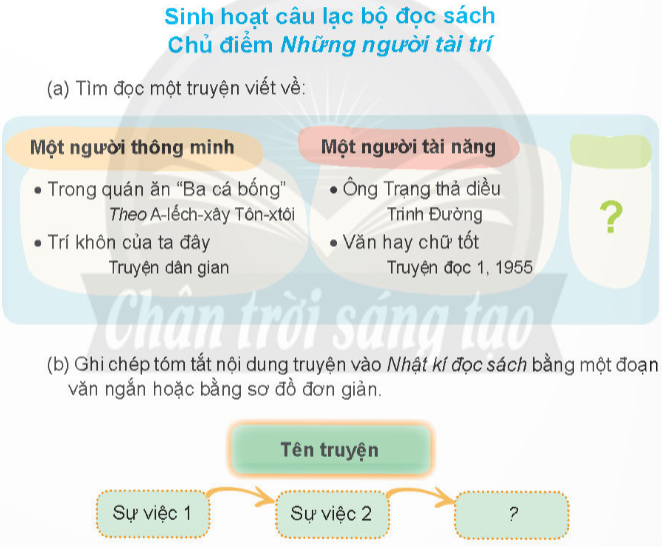 Sinh hoạt câu lạc bộ đọc sách
Chủ điểm Những người tài trí
(a) Tìm đọc một truyện viết về:
Một người thông minh
• Trong quán ăn “Ba cá bống”
Theo A-lếch-xây Tôn-xtôi
• Trí khôn của ta đây
Truyện dân gian
Một người tài năng
• Ông Trạng thả diều
Trinh Đường
• Văn hay chữ tốt
Truyện đọc 1, 1955
?
Chân trời sáng tạo
(b) Ghi chép tóm tắt nội dung truyện vào Nhật kí đọc sách bằng một đoạn
văn ngắn hoặc bằng sơ đồ đơn giản.
Tên truyện
Sự việc 1
Sự việc 2
?